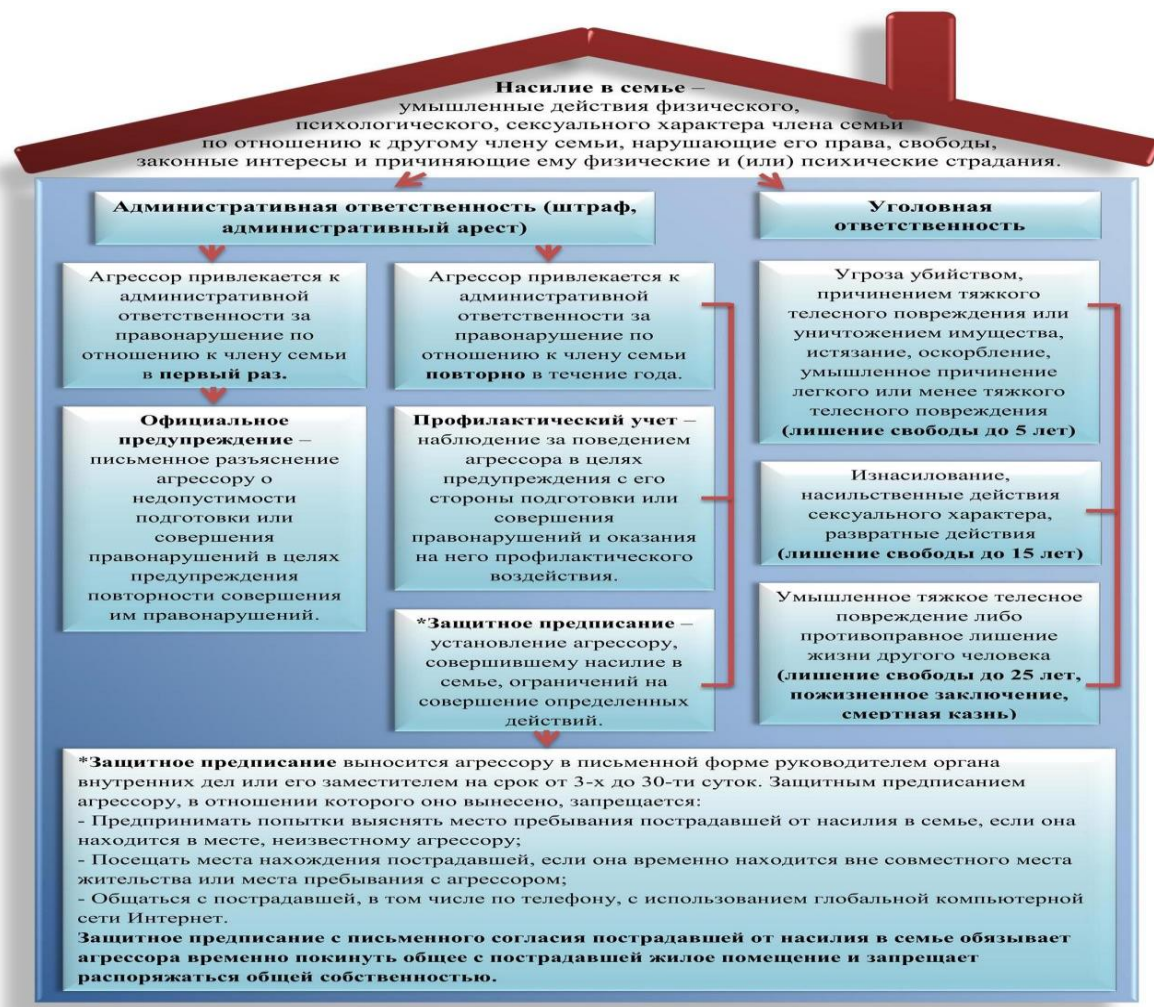 Насилие в семье –
умышленные действия физического,
психологического, сексуального характера члена семьи
по отношению к другому члену семьи, нарушающие его права, свободы,
законные интересы и причиняющие ему физические и (или) психические страдания.
Административная ответственность (штраф,
административный арест)
Агрессор привлекается к
административной
ответственности за
правонарушение по
отношению к члену семьи
в первый раз.
Официальное
предупреждение –
письменное разъяснение
агрессору о
недопустимости
подготовки или
совершения
правонарушений в целях
предупреждения
повторности совершения
им правонарушений.
Агрессор привлекается к
административной
ответственности за
правонарушение по
отношению к члену семьи
повторно в течение года.
Профилактический учет –
наблюдение за поведением
агрессора в целях
предупреждения с его
стороны подготовки или
совершения
правонарушений и оказания
на него профилактического
воздействия.
*Защитное предписание –
установление агрессору,
совершившему насилие в
семье, ограничений на
совершение определенных
действий.
Уголовная
ответственность
Угроза убийством,
причинением тяжкого
телесного повреждения или
уничтожением имущества,
истязание, оскорбление,
умышленное причинение
легкого или менее тяжкого
телесного повреждения
(лишение свободы до 5 лет)
Изнасилование,
насильственные действия
сексуального характера,
развратные действия
(лишение свободы до 15 лет)
Умышленное тяжкое телесное
повреждение либо
противоправное лишение
жизни другого человека
(лишение свободы до 25 лет,
пожизненное заключение,
смертная казнь)
*Защитное предписание выносится агрессору в письменной форме руководителем органа
внутренних дел или его заместителем на срок от 3-х до 30-ти суток. Защитным предписанием
агрессору, в отношении которого оно вынесено, запрещается:
- Предпринимать попытки выяснять место пребывания пострадавшей от насилия в семье, если она
находится в месте, неизвестному агрессору;
- Посещать места нахождения пострадавшей, если она временно находится вне совместного места
жительства или места пребывания с агрессором;
- Общаться с пострадавшей, в том числе по телефону, с использованием глобальной компьютерной
сети Интернет.
Защитное предписание с письменного согласия пострадавшей от насилия в семье обязывает
агрессора временно покинуть общее с пострадавшей жилое помещение и запрещает
распоряжаться общей собственностью.